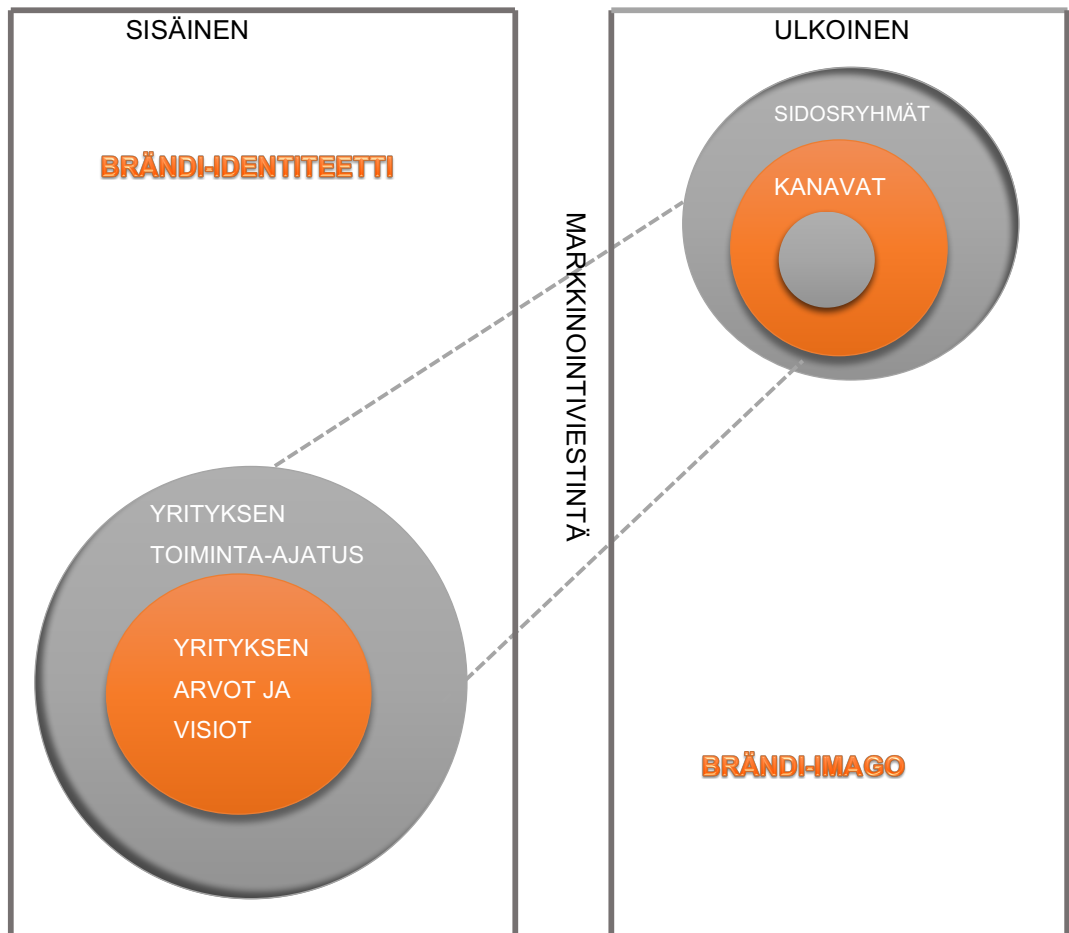 SISÄINEN
BRÄNDI-IDENTITEETTI
YRITYKSEN
TOIMINTA-AJATUS
YRITYKSEN
ARVOT JA
VISIOT
MARKKINOINTIVIESTINTÄ
ULKOINEN
SIDOSRYHMÄT
KANAVAT
BRÄNDI-IMAGO